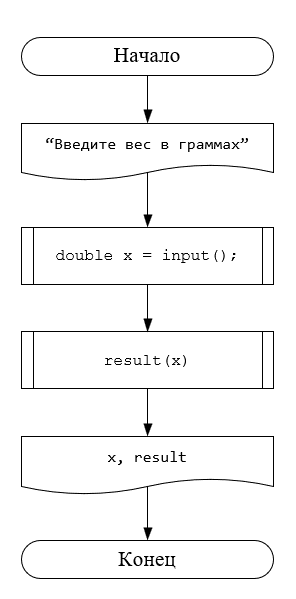 Начало
“Введите вес в граммах”
double x = input();
result(x)
x, result
Конец